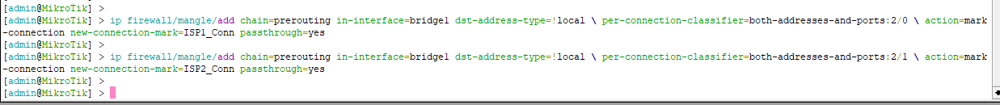 [admin@MikroTik] >
[admin@MikroTik] > ip firewall/mangle/add chain=prerouting in-interface=bridge1 dst-address-type=!local \ per-connection-classifier=both-addresses-and-ports:2/0 \ action=mark
-connection new-connection-mark=ISP1_Conn passthrough=yes
[admin@MikroTik] >
[admin@MikroTik] > ip firewall/mangle/add chain=prerouting in-interface=bridge1 dst-address-type=!local \ per-connection-classifier=both-addresses-and-ports:2/1 \ action=mark
-connection new-connection-mark=ISP2_Conn passthrough=yes
[admin@MikroTik] >
[admin@MikroTik] >